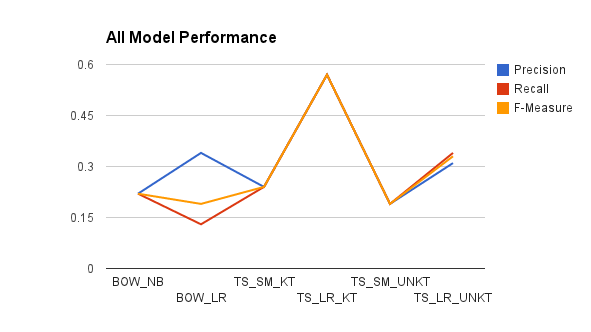 All Model Performance
0.6
0.45
0.3
0.15
0
BOW_NB
BOW_LR
TS_SM_KT
TS_LR_KT
TS_SM_UNKT
TS_LR_UNKT
Precision
Recall
F-Measure